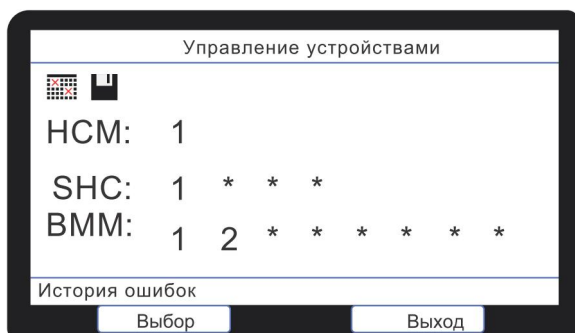 Управление устройствами
HCM: 1
SHC: 1 * * *
BMM: 1 2 * * * * * *
История ошибок
Выбор Выход